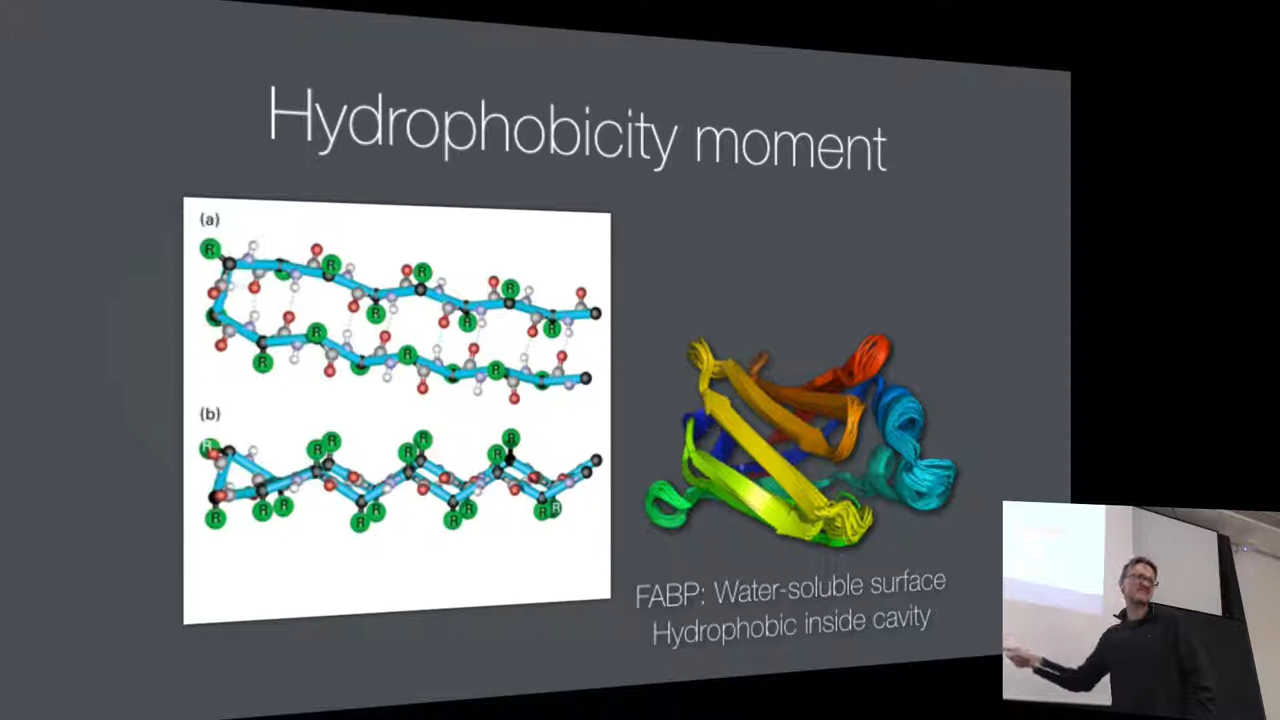 Hydrophobicity moment
(a)
R R R R
R R
R R R R
R
(b)
R R R R R R R R
R R R R R R R R R
FABP: Water-soluble surface
Hydrophobic inside cavity